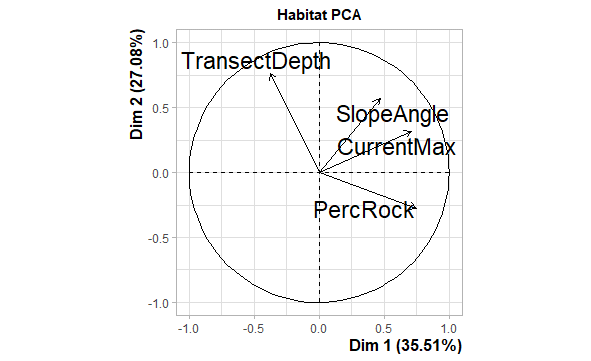 Habitat PCA
Dim 2 (27.08%)
1.0
0.5
0.0
-0.5
-1.0
TransectDepth
SlopeAngle
CurrentMax
PercRock
-1.0
-0.5
0.0
0.5
1.0
Dim 1 (35.51%)